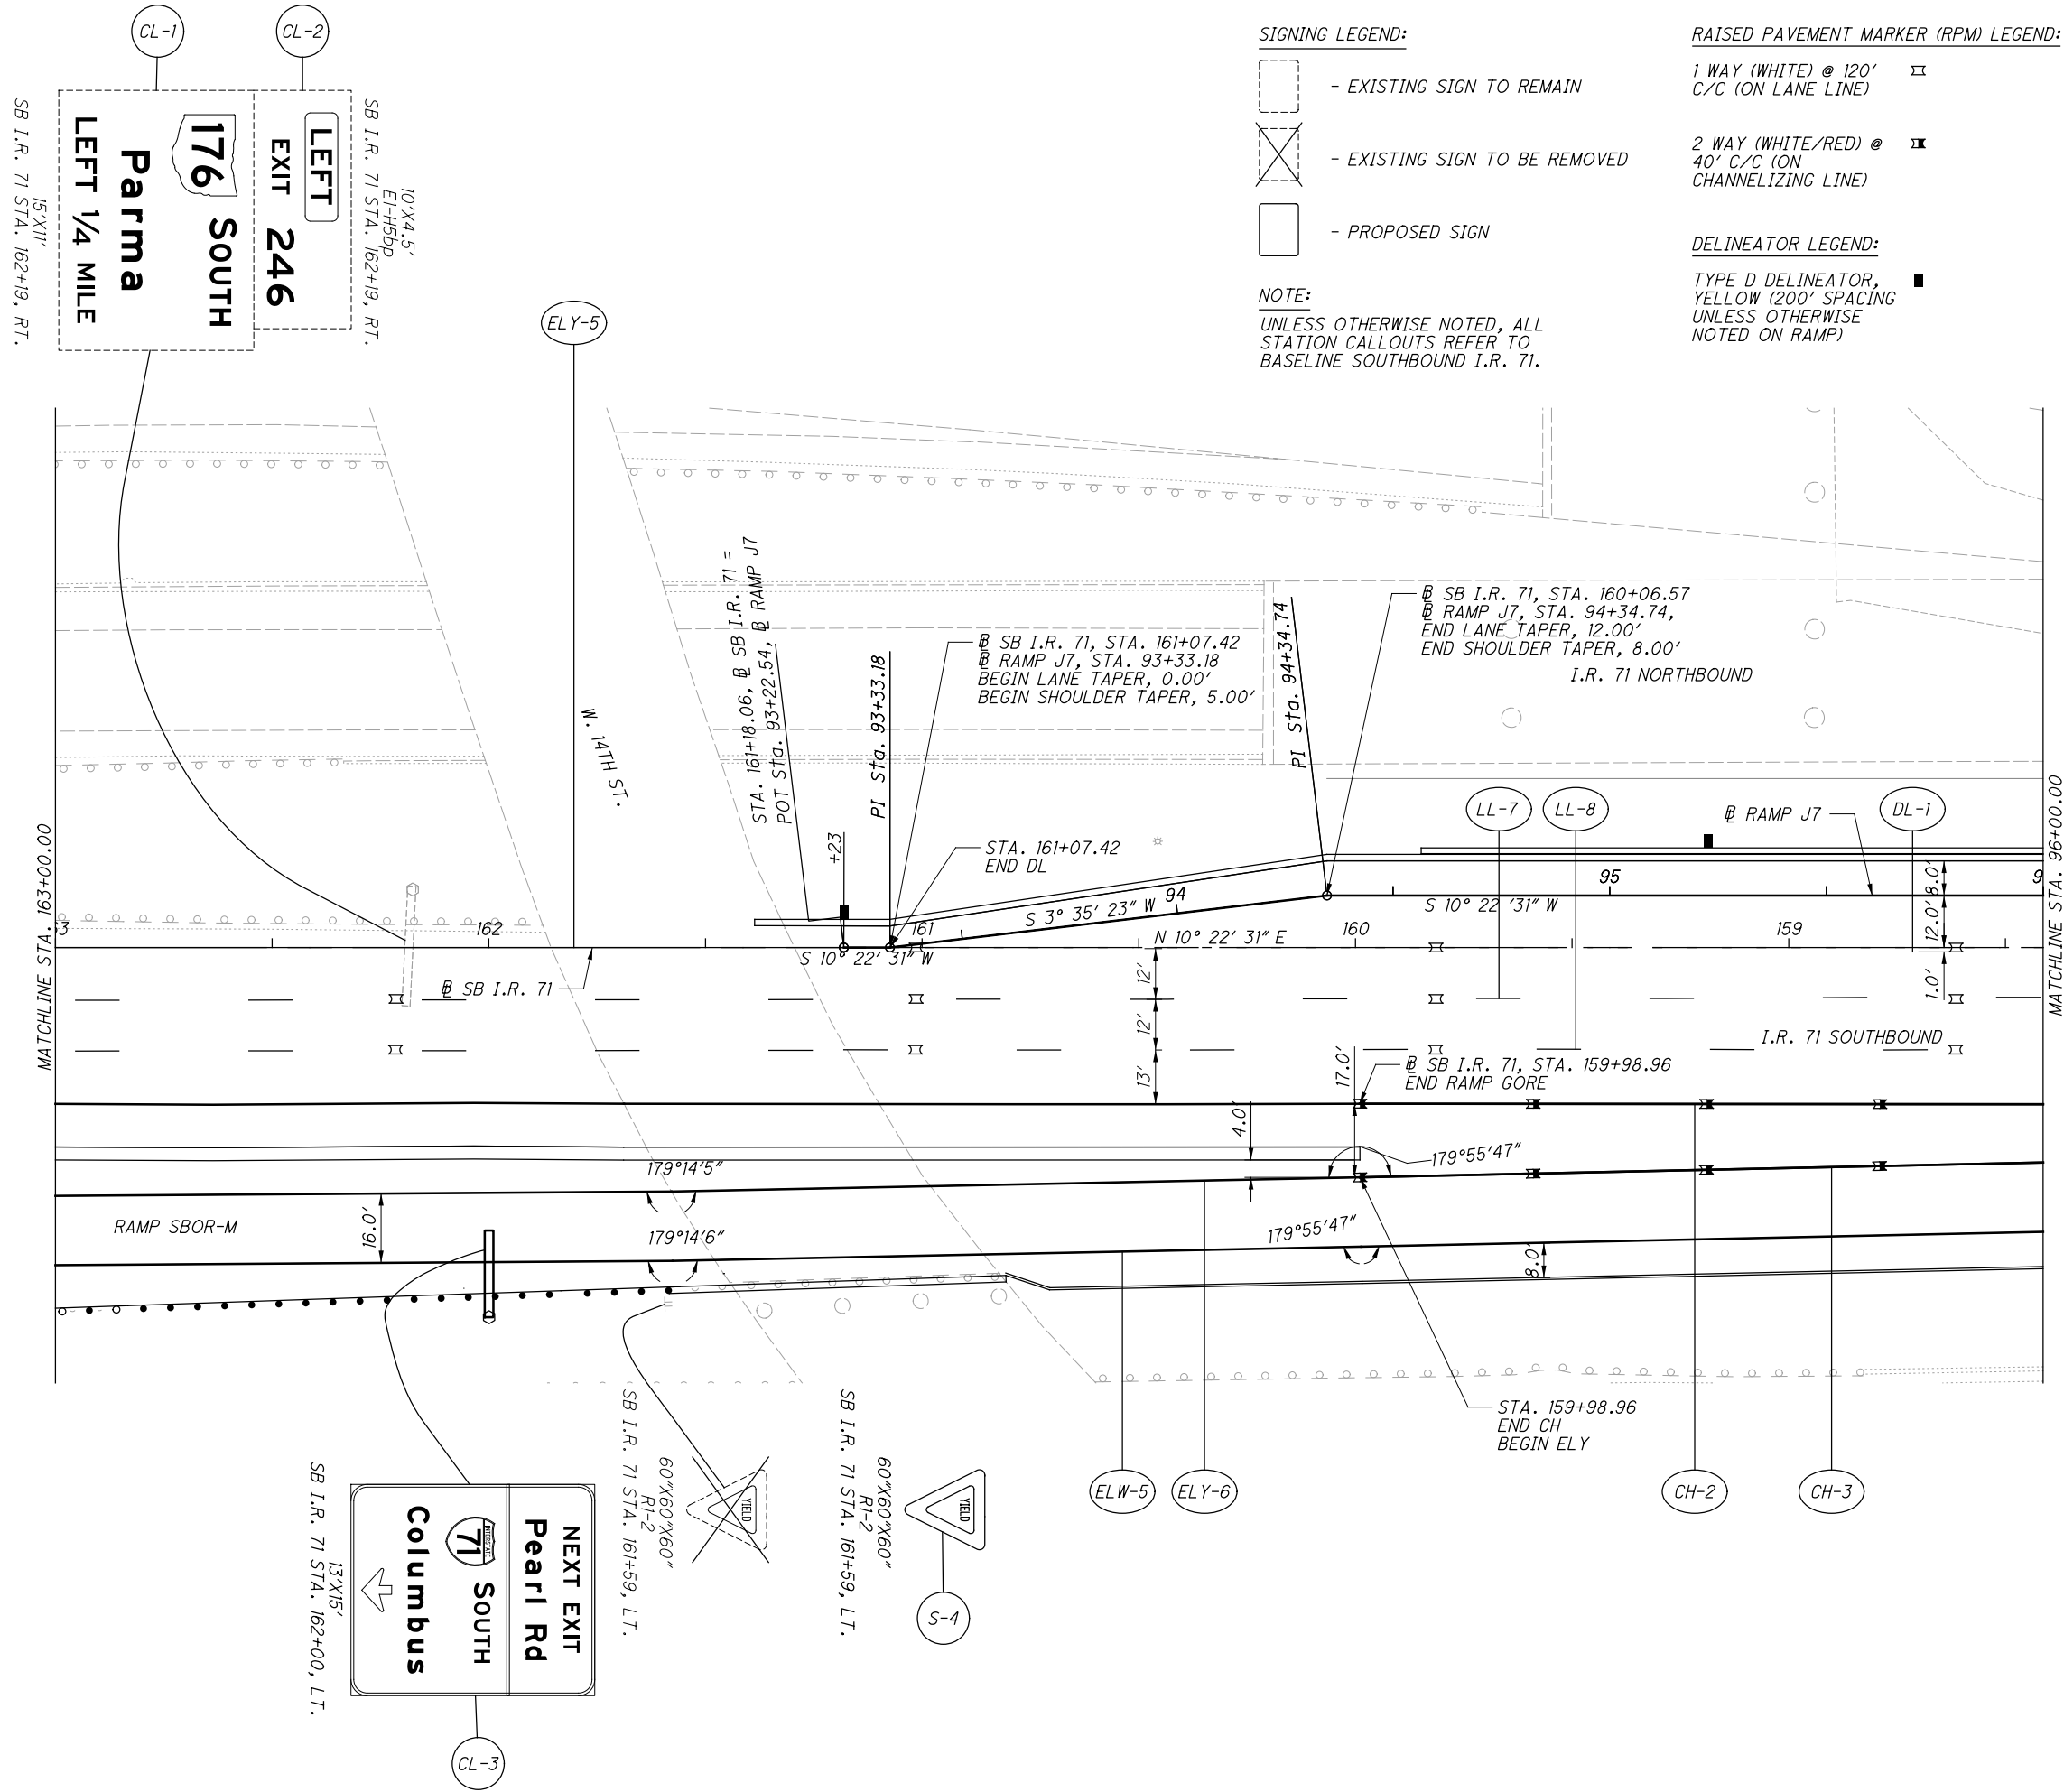 CL-1
CL-2
SB I.R. 71 STA. 162+19, RT.
10'X4.5'
E1-H5bp
LEFT
EXIT 246
176 SOUTH
Parma
LEFT 1/4 MILE
15'X11'
SB I.R. 71 STA. 162+19, RT.
SIGNING LEGEND:
- EXISTING SIGN TO REMAIN
- EXISTING SIGN TO BE REMOVED
- PROPOSED SIGN
NOTE:
UNLESS OTHERWISE NOTED, ALL
STATION CALLOUTS REFER TO
BASELINE SOUTHBOUND I.R. 71.
RAISED PAVEMENT MARKER (RPM) LEGEND:
1 WAY (WHITE) @ 120'
C/C (ON LANE LINE)
2 WAY (WHITE/RED) @
40' C/C (ON
CHANNELIZING LINE)
DELINEATOR LEGEND:
TYPE D DELINEATOR,
YELLOW (200' SPACING
UNLESS OTHERWISE
NOTED ON RAMP)
ELY-5
W. 14TH ST.
STA. 161+18.06, BL SB I.R. 71 =
POT Sta. 93+22.54, BL RAMP J7
PI Sta. 93+33.18
BL SB I.R. 71, STA. 161+07.42
BL RAMP J7, STA. 93+33.18
BEGIN LANE TAPER, 0.00'
BEGIN SHOULDER TAPER, 5.00'
PI Sta. 94+34.74
BL SB I.R. 71, STA. 160+06.57
BL RAMP J7, STA. 94+34.74,
END LANE TAPER, 12.00'
END SHOULDER TAPER, 8.00'
I.R. 71 NORTHBOUND
LL-7
LL-8
BL RAMP J7
DL-1
+23
STA. 161+07.42
END DL
MATCHLINE STA. 163+00.00
MATCHLINE STA. 96+00.00
94
95
9
S 3° 35' 23" W
S 10° 22 '31" W
8.0'
12.0'
1.0'
63
162
161
160
159
N 10° 22' 31" E
S 10° 22' 31" W
BL SB I.R. 71
12'
12'
13'
I.R. 71 SOUTHBOUND
17.0'
BL SB I.R. 71, STA. 159+98.96
END RAMP GORE
4.0'
179°14'5"
179°55'47"
RAMP SBOR-M
16.0'
179°14'6"
179°55'47"
8.0'
STA. 159+98.96
END CH
BEGIN ELY
ELW-5
ELY-6
CH-2
CH-3
60"X60"X60"
R1-2
SB I.R. 71 STA. 161+59, LT.
YIELD
60"X60"X60"
R1-2
SB I.R. 71 STA. 161+59, LT.
YIELD
S-4
NEXT EXIT
Pearl Rd
INTERSTATE
71 SOUTH
Columbus
13'X15'
SB I.R. 71 STA. 162+00, LT.
CL-3